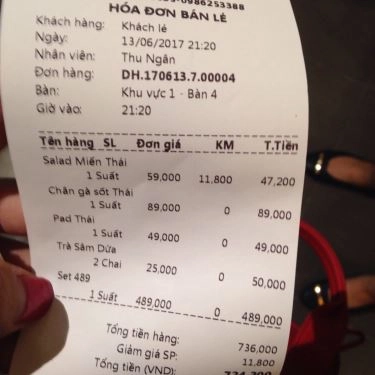 0986253388
HÓA ĐƠN BÁN LẺ
Khách hàng: Khách lẻ
Ngày: 13/06/2017 21:20
Nhân viên: Thu Ngân
Đơn hàng: DH.170613.7.00004
Bàn: Khu vực 1 - Bàn 4
Giờ vào: 21:20
Tên hàng SL Đơn giá KM T.Tiền
Salad Miến Thái
1 Suất 59,000 11,800 47,200
Chân gà sốt Thái
1 Suất 89,000 0 89,000
Pad Thái
1 Suất 49,000 0 49,000
Trà Sâm Dứa
2 Chai 25,000 0 50,000
Set 489
1 Suất 489,000 0 489,000
Tổng tiền hàng: 736,000
Giảm giá SP: 11,800
Tổng tiền (VND):